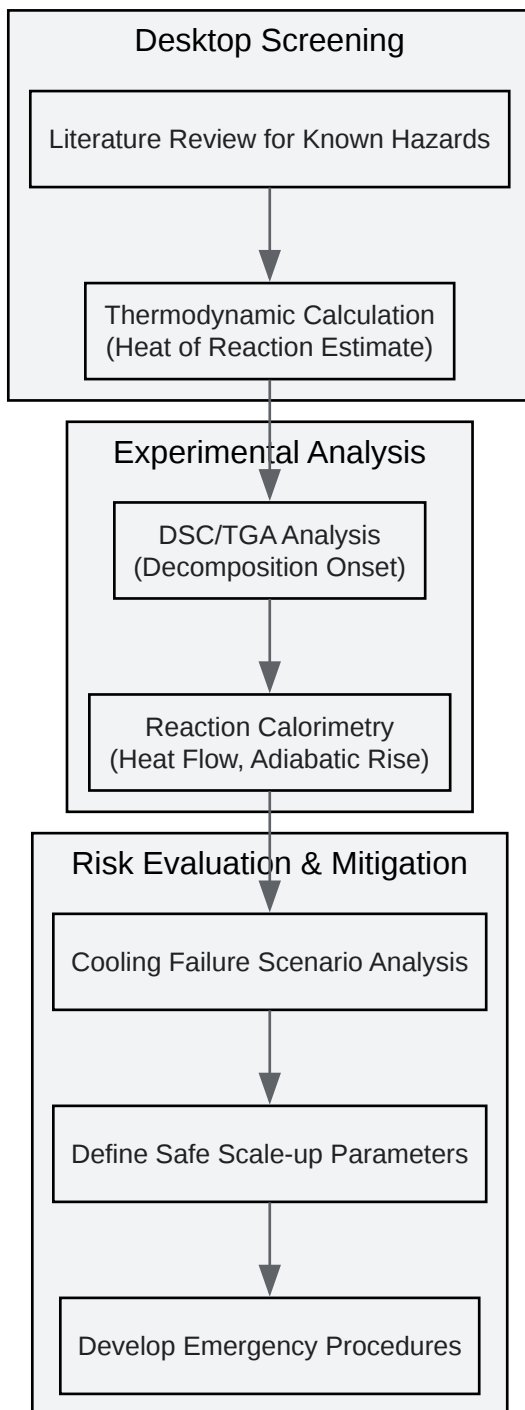 Desktop Screening
Literature Review for Known Hazards
Thermodynamic Calculation
(Heat of Reaction Estimate)
Experimental Analysis
DSC/TGA Analysis
(Decomposition Onset)
Reaction Calorimetry
(Heat Flow, Adiabatic Rise)
Risk Evaluation & Mitigation
Cooling Failure Scenario Analysis
Define Safe Scale-up Parameters
Develop Emergency Procedures